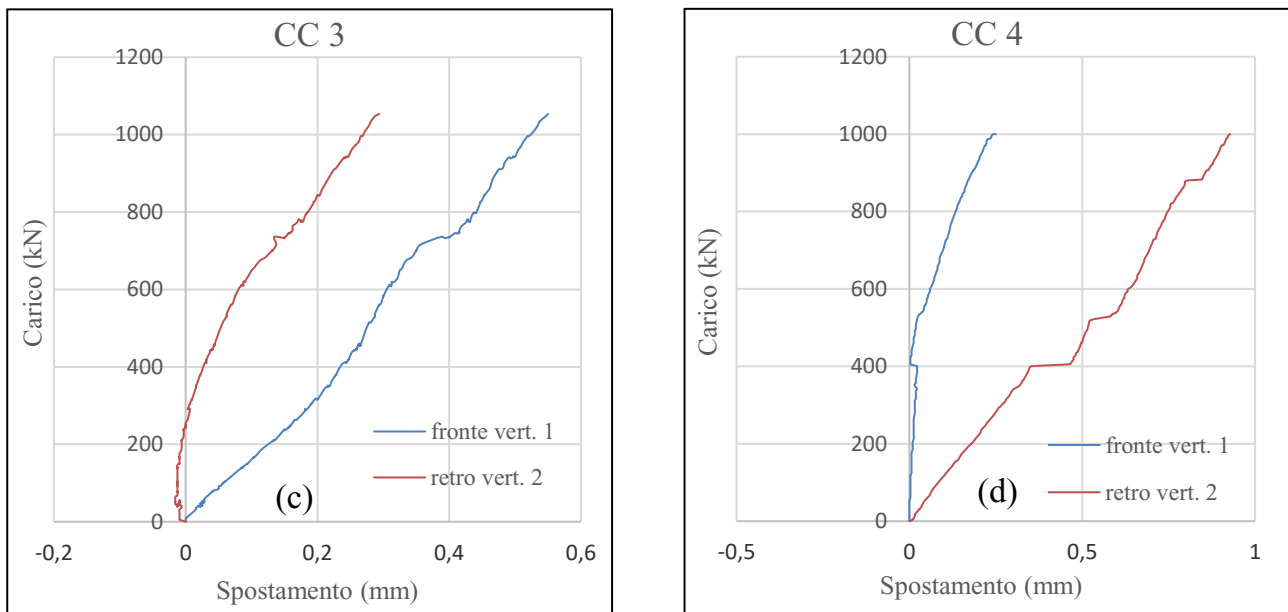 CC 3
1200
1000
800
600
400
200
0
-0,2
0
0,2
0,4
0,6
Carico (kN)
Spostamento (mm)
fronte vert. 1
retro vert. 2
(c)
CC 4
1200
1000
800
600
400
200
0
-0,5
0
0,5
1
Carico (kN)
Spostamento (mm)
fronte vert. 1
retro vert. 2
(d)